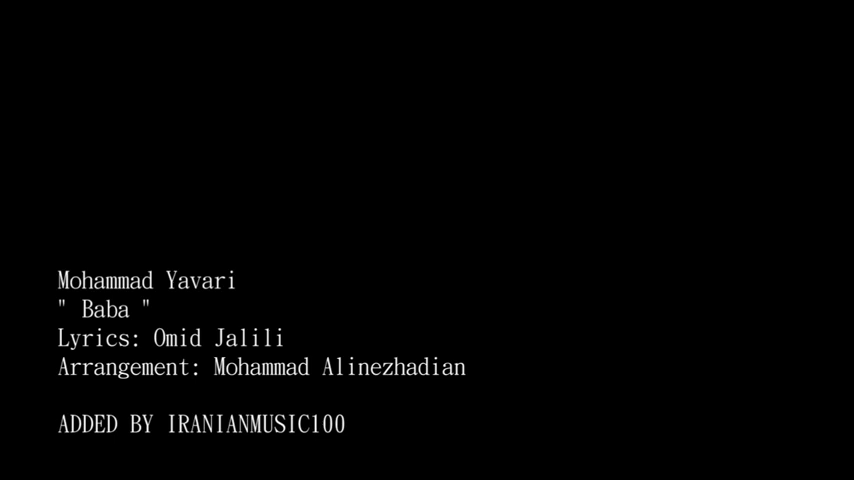 Mohammad Yavari
" Baba "
Lyrics: Omid Jalili
Arrangement: Mohammad Alinezhadian
ADDED BY IRANIANMUSIC100